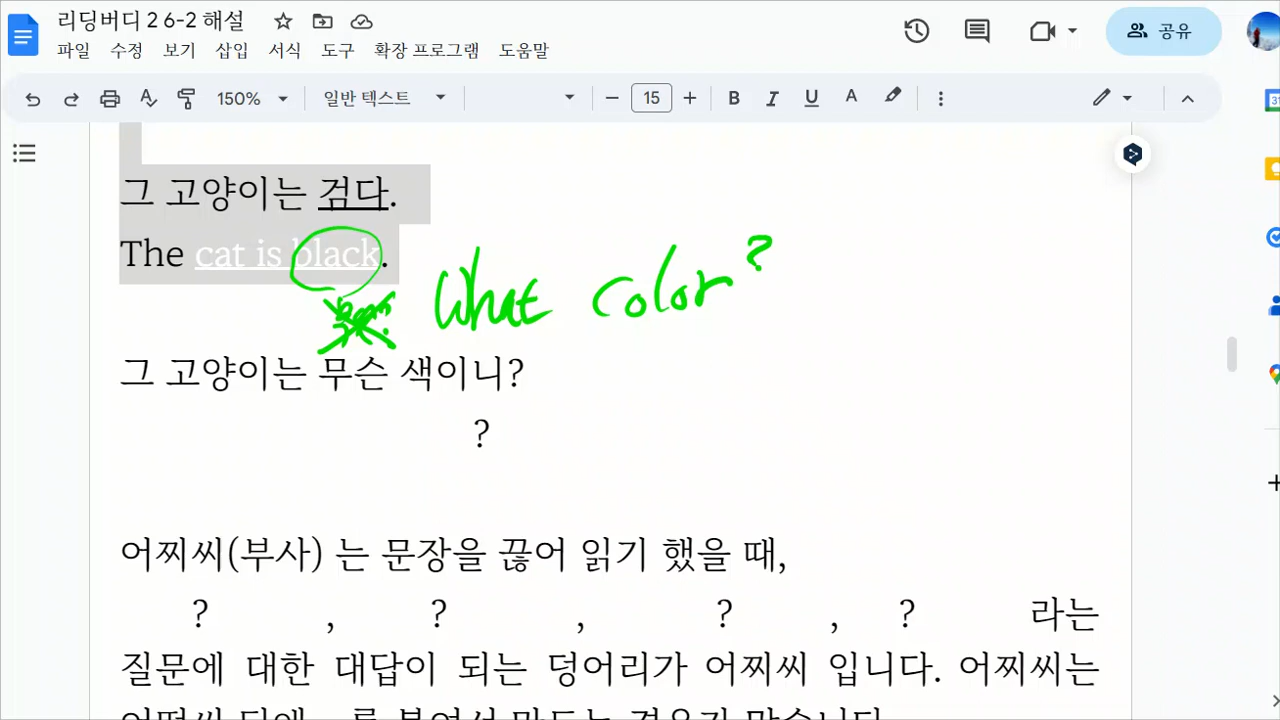 리딩버디 2 6-2 해설
파일 수정 보기 삽입 서식 도구 확장 프로그램 도움말
공유
150% 일반 텍스트 15 B I U A
그 고양이는 검다.
The cat is black.
What color?
그 고양이는 무슨 색이니?
?
어찌씨(부사) 는 문장을 끊어 읽기 했을 때,
? , ? , ? , ? 라는
질문에 대한 대답이 되는 덩어리가 어찌씨 입니다. 어찌씨는